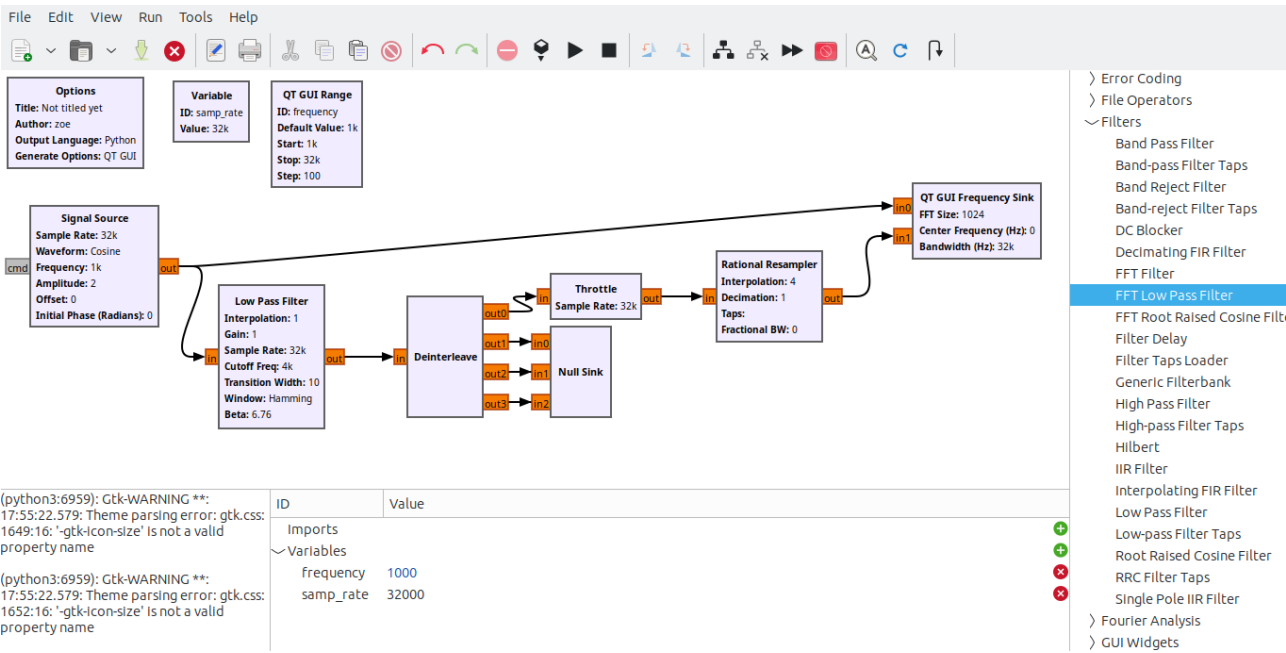 File Edit View Run Tools Help
Options
Title: Not titled yet
Author: zoe
Output Language: Python
Generate Options: QT GUI
Variable
ID: samp_rate
Value: 32k
QT GUI Range
ID: frequency
Default Value: 1k
Start: 1k
Stop: 32k
Step: 100
Signal Source
Sample Rate: 32k
Waveform: Cosine
Frequency: 1k
Amplitude: 2
Offset: 0
Initial Phase (Radians): 0
cmd
out
Low Pass Filter
Interpolation: 1
Gain: 1
Sample Rate: 32k
Cutoff Freq: 4k
Transition Width: 10
Window: Hamming
Beta: 6.76
in
out
Deinterleave
in
out0
out1
out2
out3
Throttle
Sample Rate: 32k
in
out
Null Sink
in0
in1
in2
Rational Resampler
Interpolation: 4
Decimation: 1
Taps:
Fractional BW: 0
in
out
QT GUI Frequency Sink
FFT Size: 1024
Center Frequency (Hz): 0
Bandwidth (Hz): 32k
in0
in1
(python3:6959): Gtk-WARNING **:
17:55:22.579: Theme parsing error: gtk.css:
1649:16: '-gtk-icon-size' is not a valid
property name
(python3:6959): Gtk-WARNING **:
17:55:22.579: Theme parsing error: gtk.css:
1652:16: '-gtk-icon-size' is not a valid
property name
ID Value
Imports
Variables
frequency 1000
samp_rate 32000
Error Coding
File Operators
Filters
Band Pass Filter
Band-pass Filter Taps
Band Reject Filter
Band-reject Filter Taps
DC Blocker
Decimating FIR Filter
FFT Filter
FFT Low Pass Filter
FFT Root Raised Cosine Filte
Filter Delay
Filter Taps Loader
Generic Filterbank
High Pass Filter
High-pass Filter Taps
Hilbert
IIR Filter
Interpolating FIR Filter
Low Pass Filter
Low-pass Filter Taps
Root Raised Cosine Filter
RRC Filter Taps
Single Pole IIR Filter
Fourier Analysis
GUI Widgets